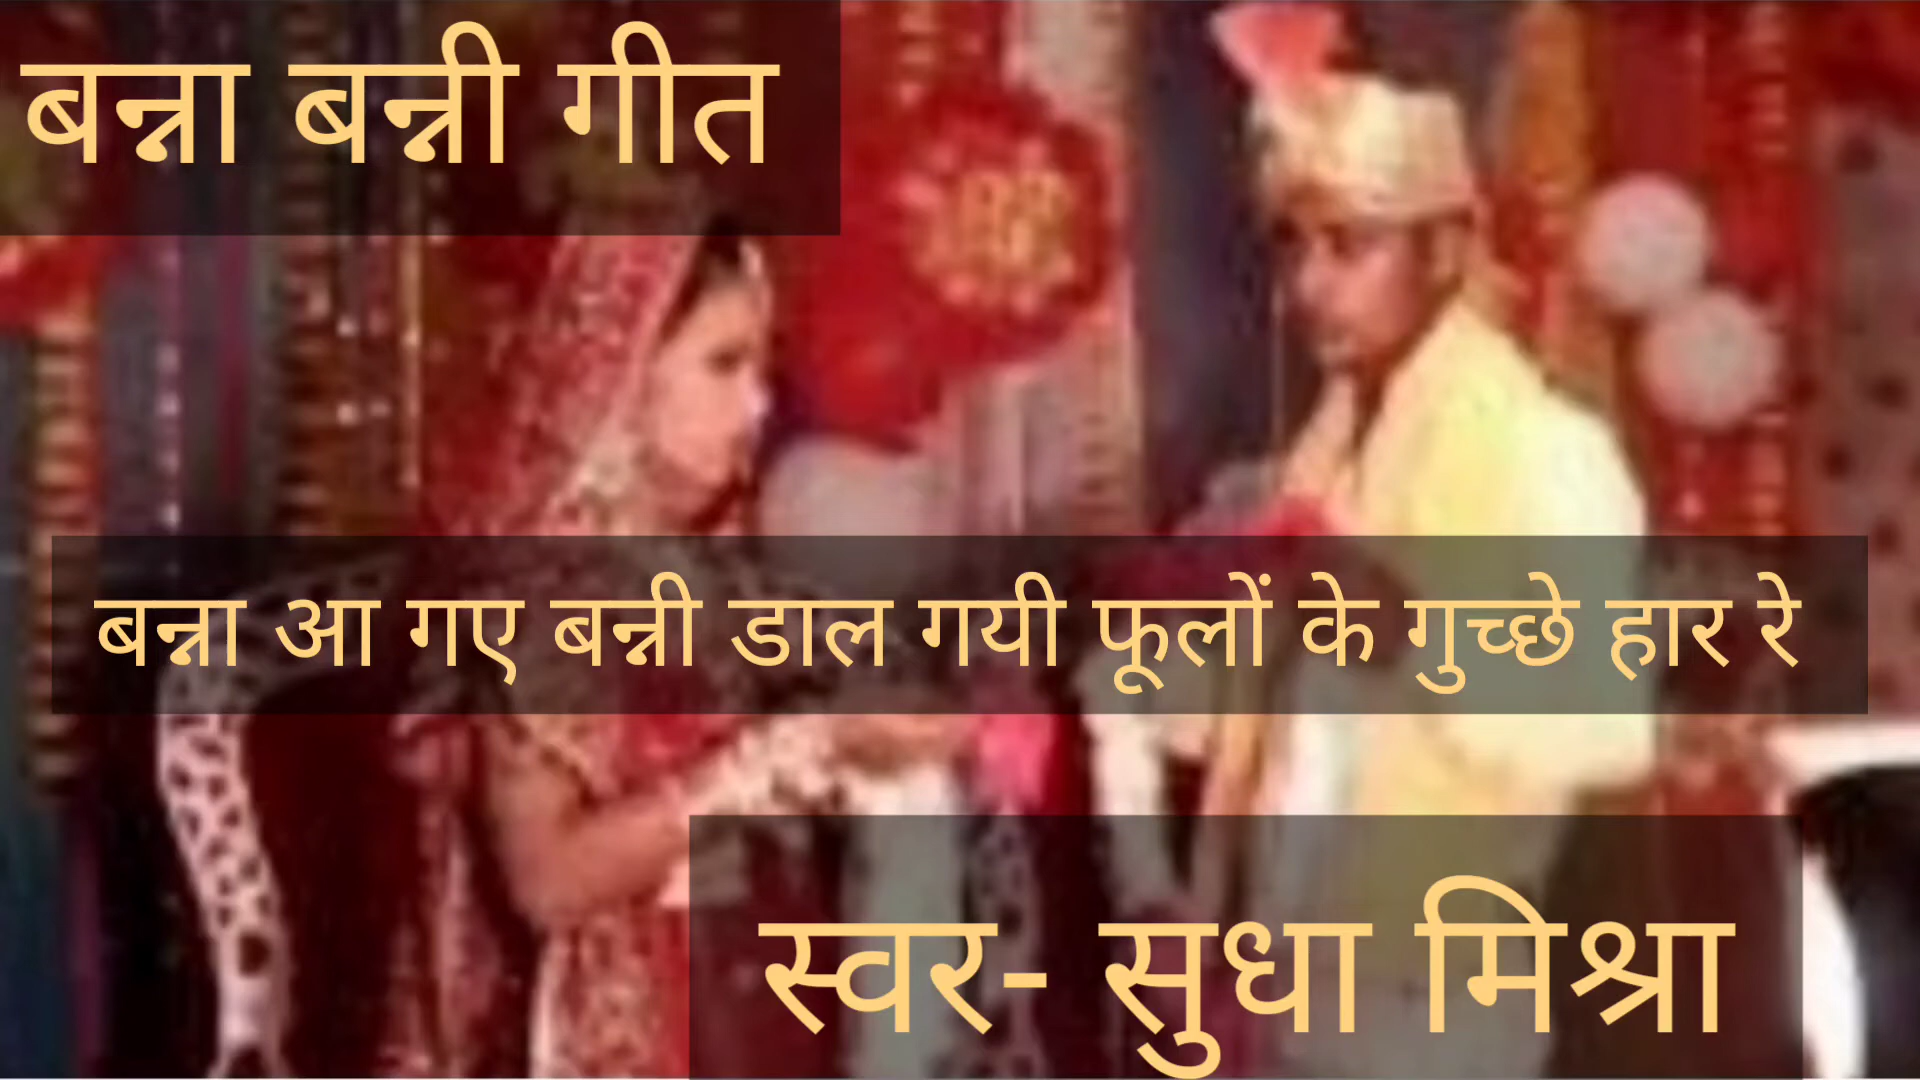 बन्ना बन्नी गीत
बन्ना आ गए बन्नी डाल गयी फूलों के गुच्छे हार रे
स्वर- सुधा मिश्रा